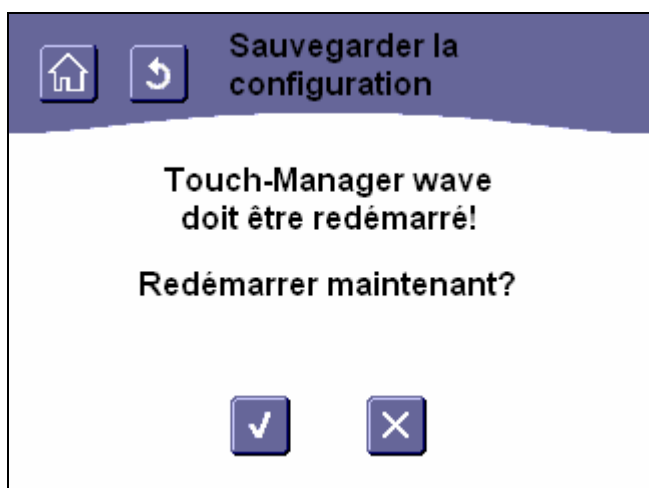 Sauvegarder la
configuration
Touch-Manager wave
doit être redémarré!
Redémarrer maintenant?